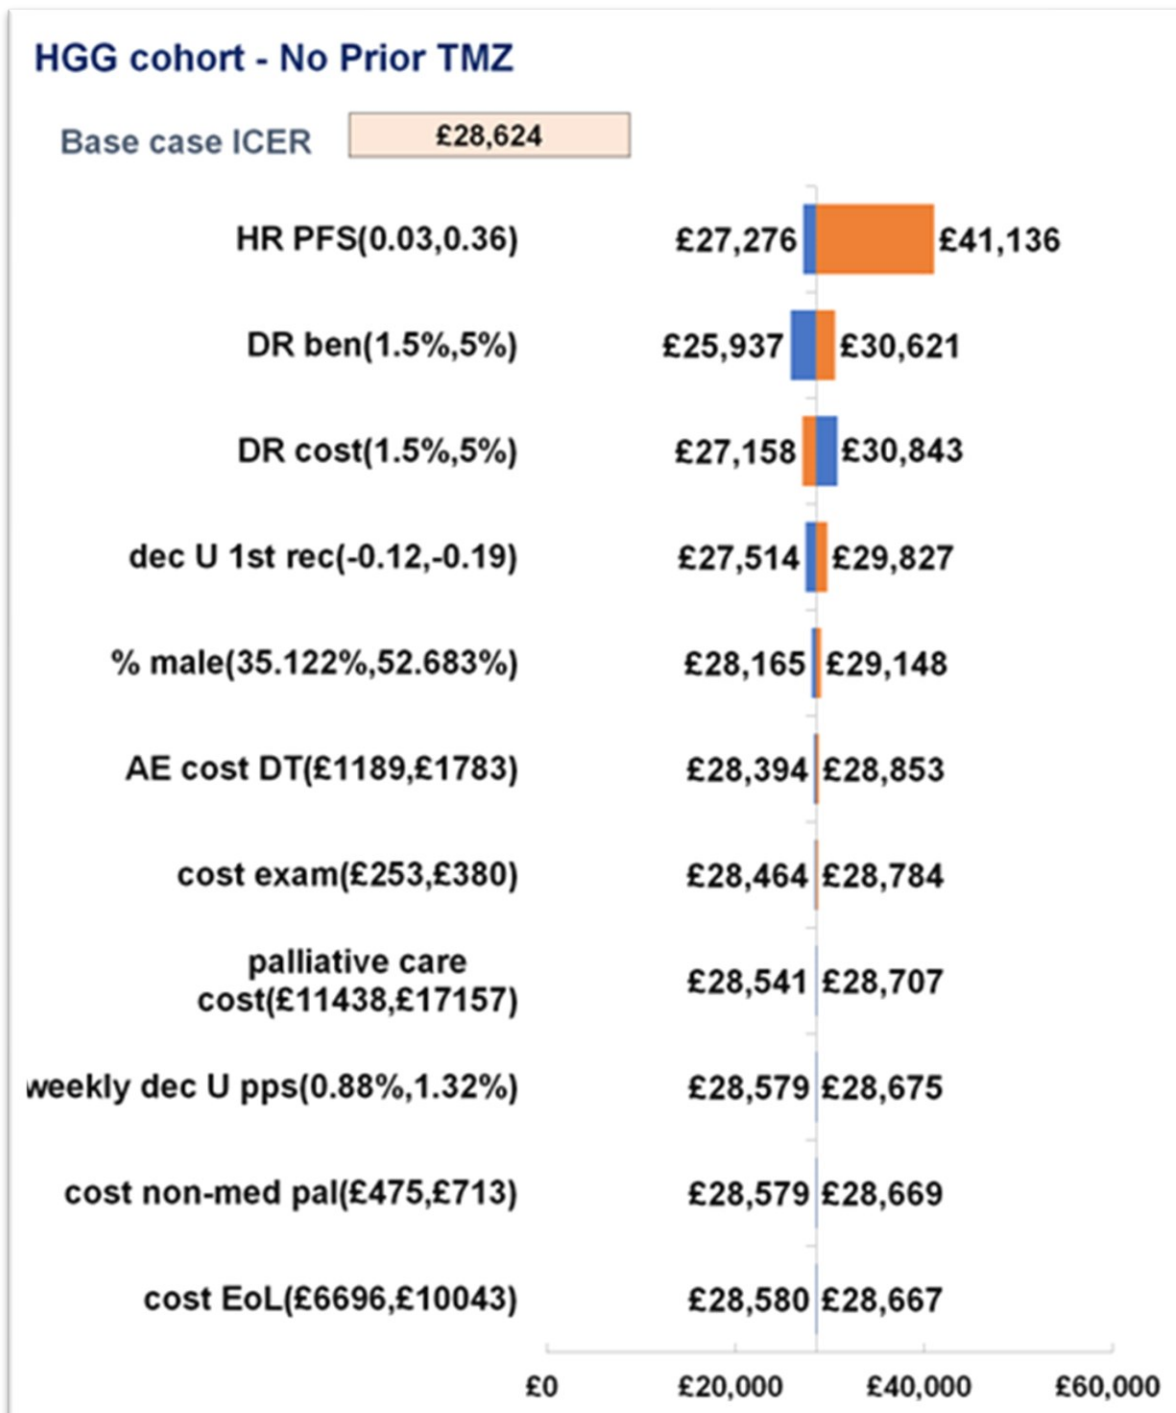 HGG cohort - No Prior TMZ
Base case ICER £28,624
HR PFS(0.03,0.36) £27,276 £41,136
DR ben(1.5%,5%) £25,937 £30,621
DR cost(1.5%,5%) £27,158 £30,843
dec U 1st rec(-0.12,-0.19) £27,514 £29,827
% male(35.122%,52.683%) £28,165 £29,148
AE cost DT(£1189,£1783) £28,394 £28,853
cost exam(£253,£380) £28,464 £28,784
palliative care
cost(£11438,£17157) £28,541 £28,707
weekly dec U pps(0.88%,1.32%) £28,579 £28,675
cost non-med pal(£475,£713) £28,579 £28,669
cost EoL(£6696,£10043) £28,580 £28,667
£0 £20,000 £40,000 £60,000